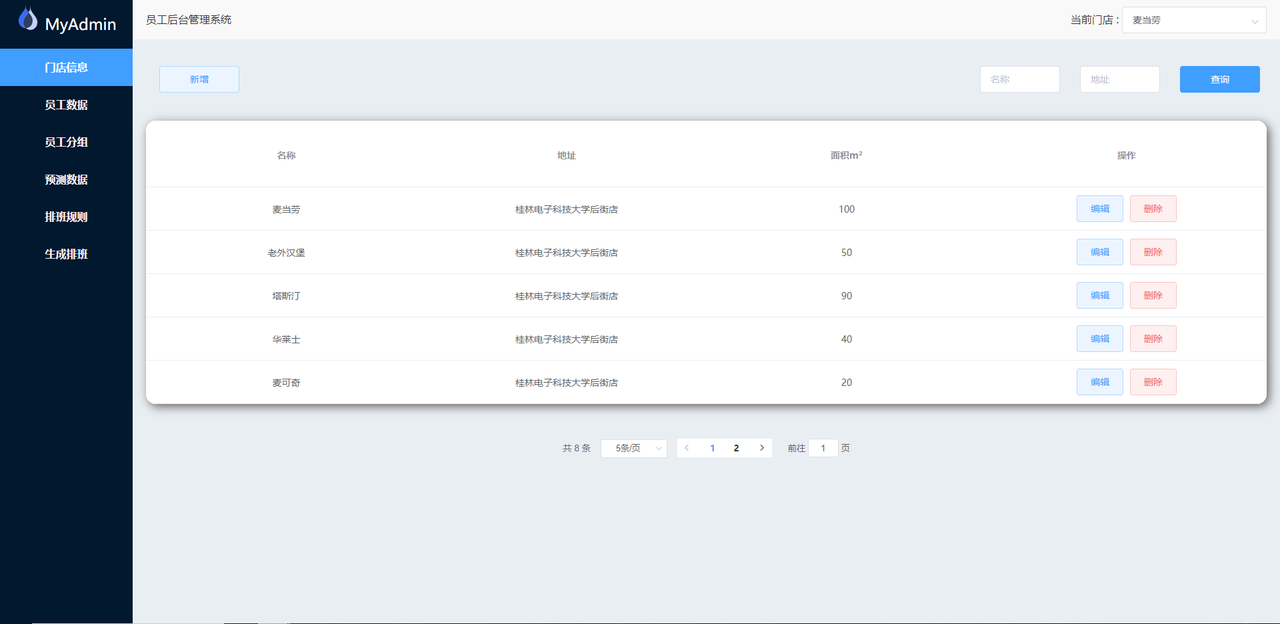 MyAdmin
员工后台管理系统
当前门店：
麦当劳
门店信息
员工数据
员工分组
预测数据
排班规则
生成排班
新增
名称
地址
查询
名称 地址 面积m² 操作
麦当劳 桂林电子科技大学后街店 100 编辑 删除
老外汉堡 桂林电子科技大学后街店 50 编辑 删除
塔斯汀 桂林电子科技大学后街店 90 编辑 删除
华莱士 桂林电子科技大学后街店 40 编辑 删除
麦可奇 桂林电子科技大学后街店 20 编辑 删除
共 8 条 5条/页 1 2 前往 1 页